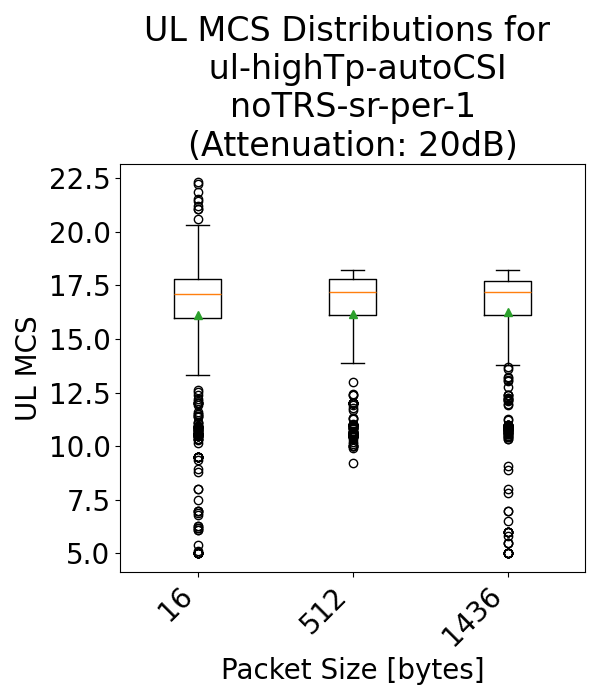 UL MCS Distributions for
ul-highTp-autoCSI
noTRS-sr-per-1
(Attenuation: 20dB)
22.5
20.0
17.5
15.0
12.5
10.0
7.5
5.0
UL MCS
16
512
1436
Packet Size [bytes]